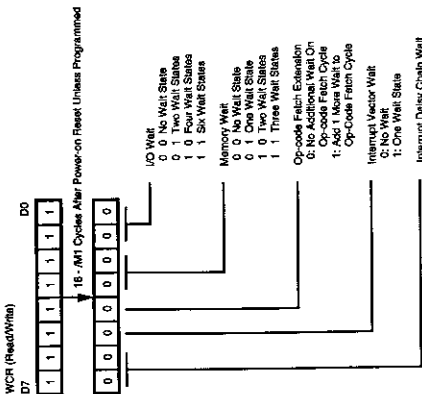 WCR (Read/Write)
D7 D0
1 1 1 1 1 1 1 1
16 - /M1 Cycles After Power-on Reset Unless Programmed
0 0 0 0 0 0 0 0
I/O Wait
0 0 No Wait State
0 1 Two Wait States
1 0 Four Wait States
1 1 Six Wait States
Memory Wait
0 0 No Wait State
0 1 One Wait State
1 0 Two Wait States
1 1 Three Wait States
Op-code Fetch Extension
0: No Additional Wait On
Op-code Fetch Cycle
1: Add 1 More Wait to
Op-Code Fetch Cycle
Interrupt Vector Wait
0: No Wait
1: One Wait State
Interrupt Daisy Chain Wait